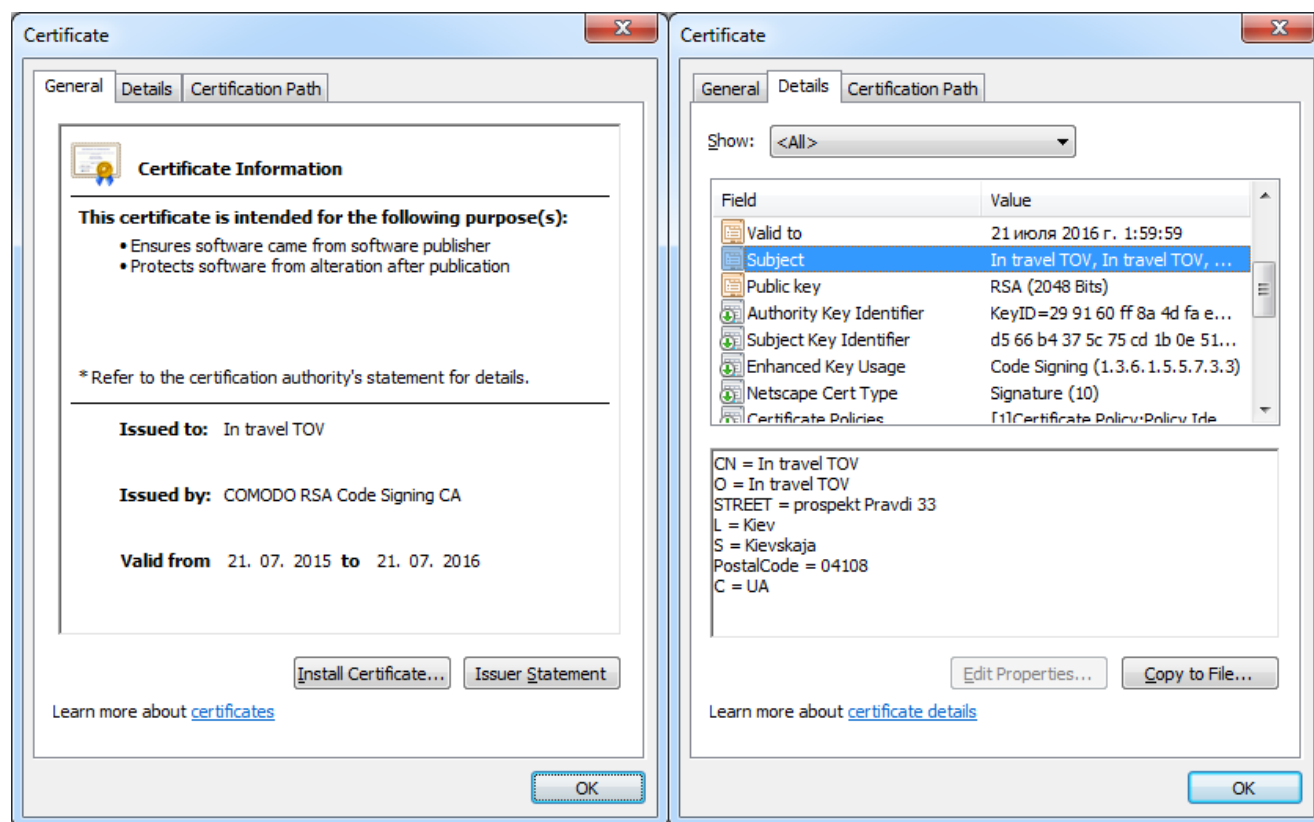 Certificate
General Details Certification Path
Certificate Information
This certificate is intended for the following purpose(s):
• Ensures software came from software publisher
• Protects software from alteration after publication
* Refer to the certification authority's statement for details.
Issued to: In travel TOV
Issued by: COMODO RSA Code Signing CA
Valid from 21. 07. 2015 to 21. 07. 2016
Install Certificate... Issuer Statement
Learn more about certificates
OK
Certificate
General Details Certification Path
Show: <All>
Field Value
Valid to 21 июля 2016 г. 1:59:59
Subject In travel TOV, In travel TOV, ...
Public key RSA (2048 Bits)
Authority Key Identifier KeyID=29 91 60 ff 8a 4d fa e...
Subject Key Identifier d5 66 b4 37 5c 75 cd 1b 0e 51...
Enhanced Key Usage Code Signing (1.3.6.1.5.5.7.3.3)
Netscape Cert Type Signature (10)
Certificate Policies [1]Certificate Policy:Policy Ide...
CN = In travel TOV
O = In travel TOV
STREET = prospekt Pravdi 33
L = Kiev
S = Kievskaja
PostalCode = 04108
C = UA
Edit Properties... Copy to File...
Learn more about certificate details
OK